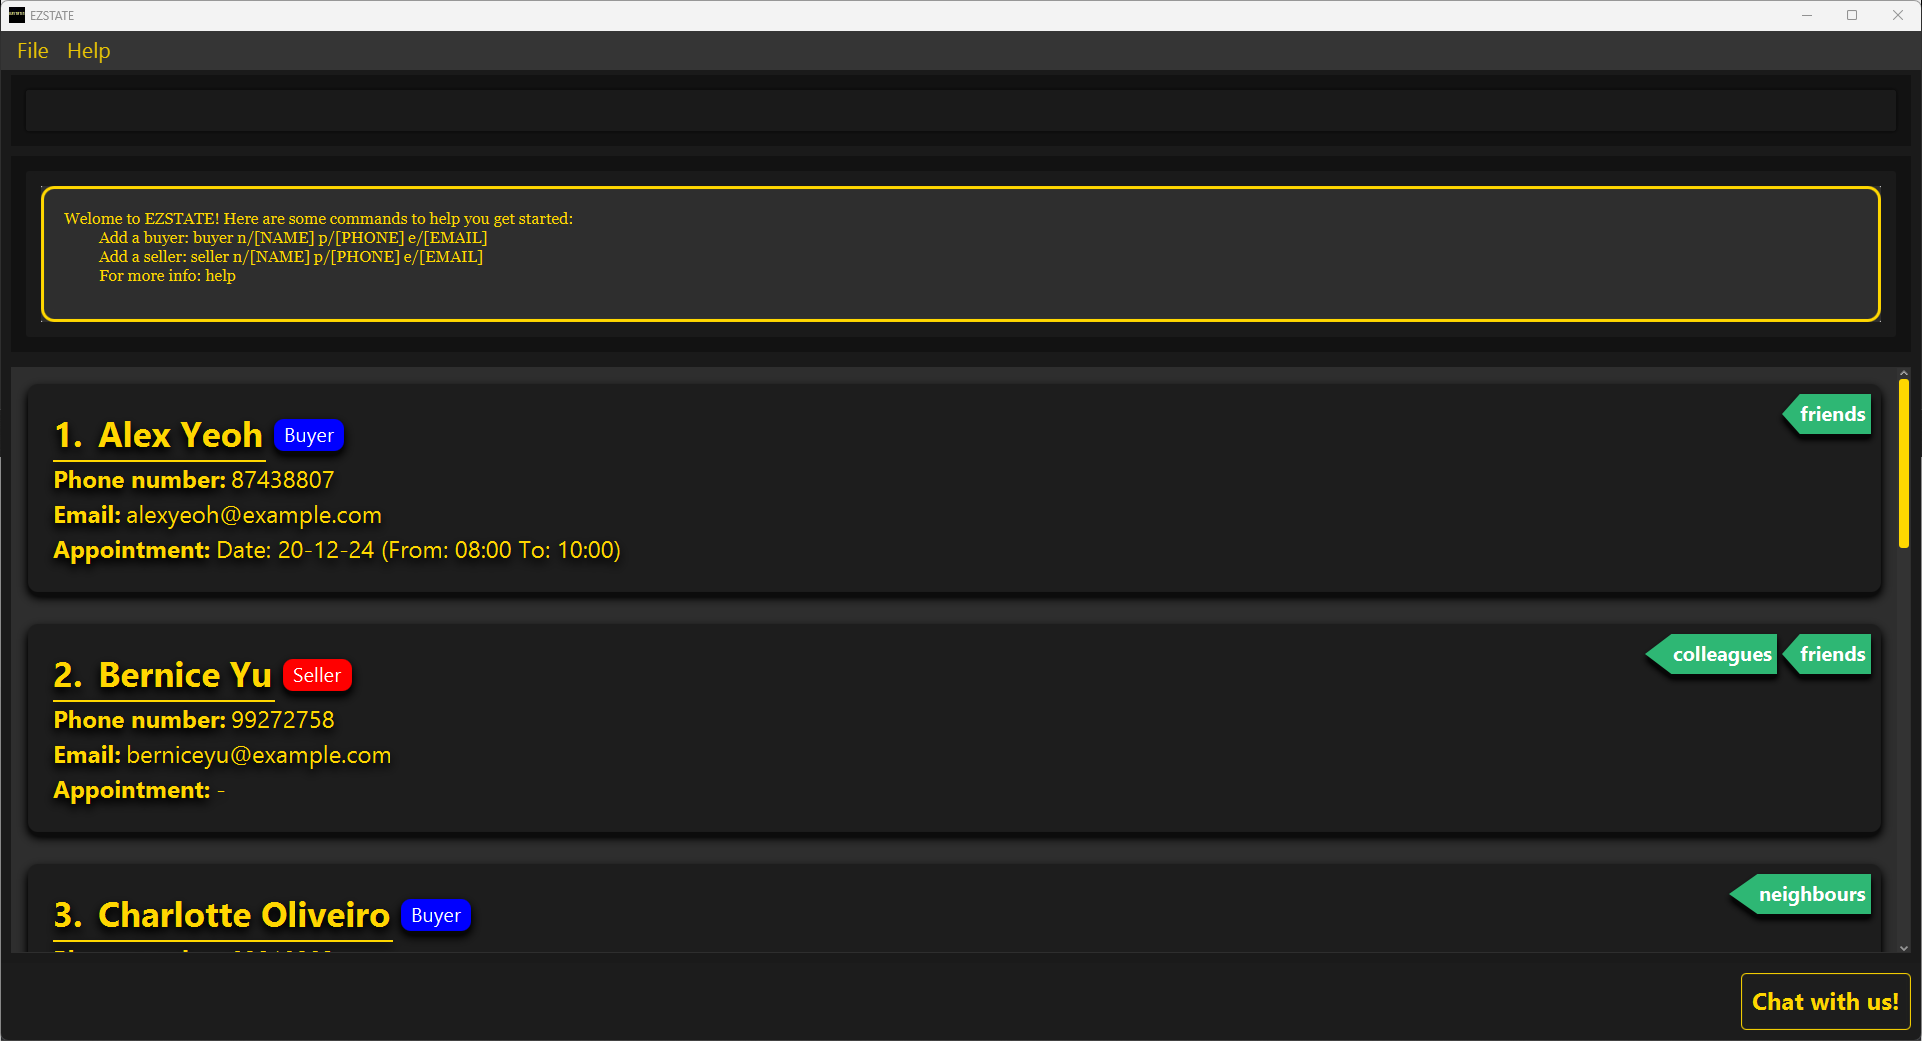 EZSTATE
File Help
Welome to EZSTATE! Here are some commands to help you get started:
Add a buyer: buyer n/[NAME] p/[PHONE] e/[EMAIL]
Add a seller: seller n/[NAME] p/[PHONE] e/[EMAIL]
For more info: help
1. Alex Yeoh Buyer friends
Phone number: 87438807
Email: alexyeoh@example.com
Appointment: Date: 20-12-24 (From: 08:00 To: 10:00)
2. Bernice Yu Seller colleagues friends
Phone number: 99272758
Email: berniceyu@example.com
Appointment: -
3. Charlotte Oliveiro Buyer neighbours
Chat with us!